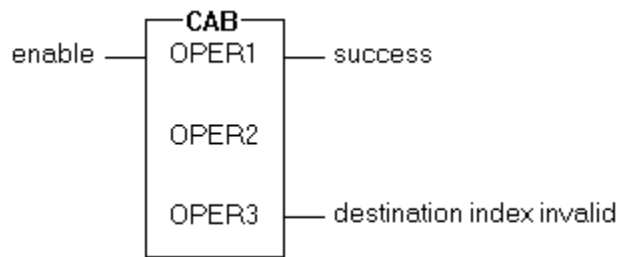 CAB
enable OPER1 success
OPER2
OPER3 destination index invalid